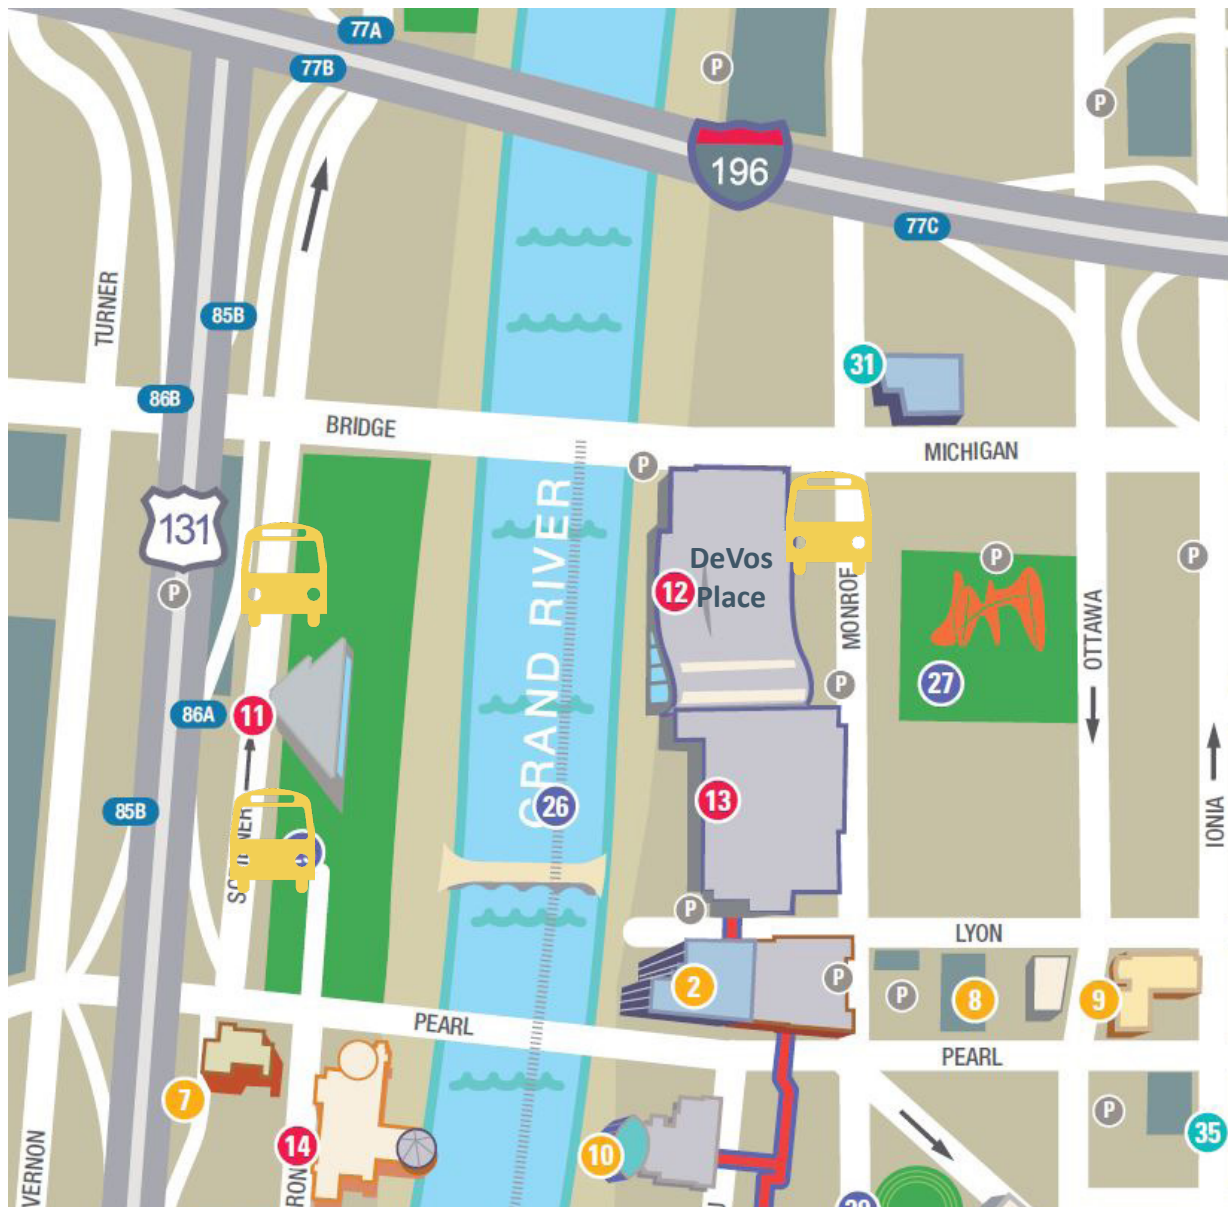 77A
77B
P
P
196
77C
TURNER
85B
31
86B
BRIDGE
MICHIGAN
P
131
P
P
P
DeVos
Place
12
GRAND RIVER
MONROE
OTTAWA
27
P
86A
11
13
26
85B
IONIA
P
LYON
2
P
P
8
9
PEARL
PEARL
7
14
10
P
35
VERNON